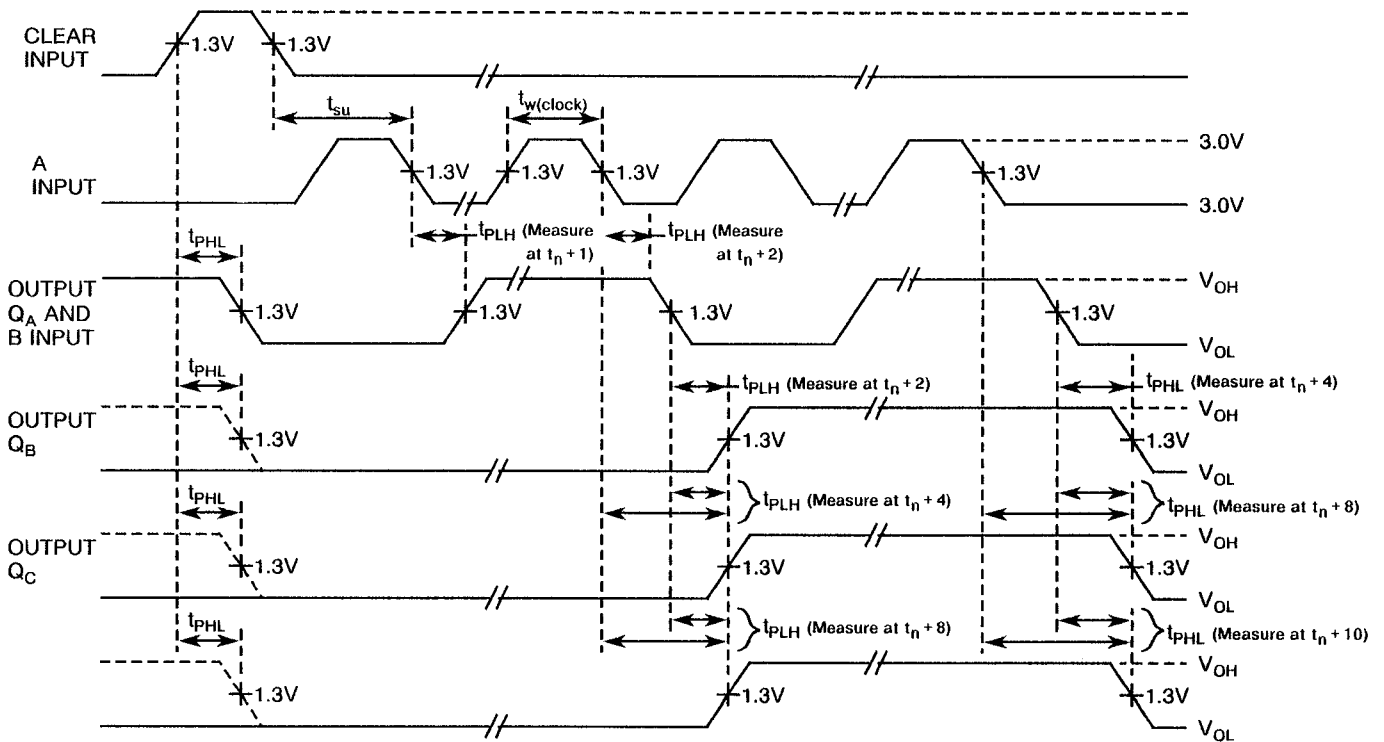 CLEAR
INPUT
1.3V
1.3V
tsu
tw(clock)
A
INPUT
1.3V
1.3V
1.3V
1.3V
3.0V
3.0V
tPHL
tPLH (Measure
at tn + 1)
tPLH (Measure
at tn + 2)
OUTPUT
QA AND
B INPUT
1.3V
1.3V
1.3V
1.3V
VOH
VOL
tPHL
tPLH (Measure at tn + 2)
tPHL (Measure at tn + 4)
OUTPUT
QB
1.3V
1.3V
1.3V
VOH
VOL
tPHL
tPLH (Measure at tn + 4)
tPHL (Measure at tn + 8)
OUTPUT
QC
1.3V
1.3V
1.3V
VOH
VOL
tPHL
tPLH (Measure at tn + 8)
tPHL (Measure at tn + 10)
1.3V
1.3V
1.3V
VOH
VOL